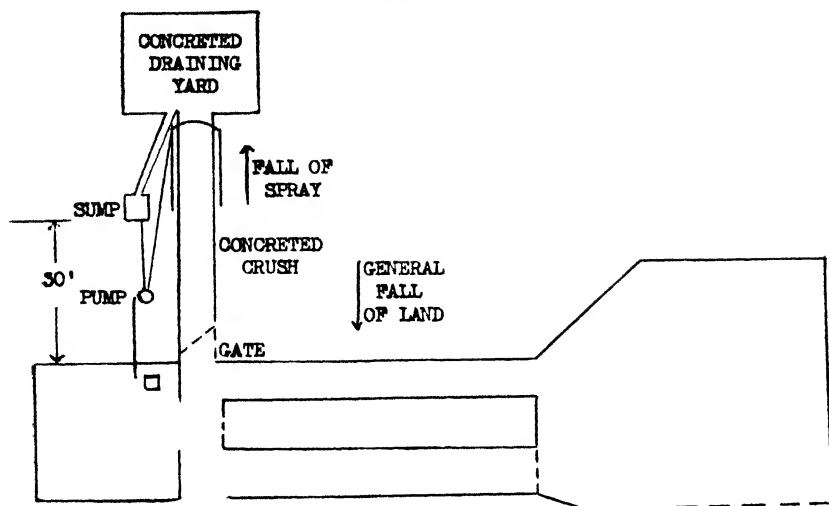 CONCRETED
DRAINING
YARD
FALL OF
SPRAY
SUMP
CONCRETED
CRUSH
30'
PUMP
GENERAL
FALL
OF LAND
GATE